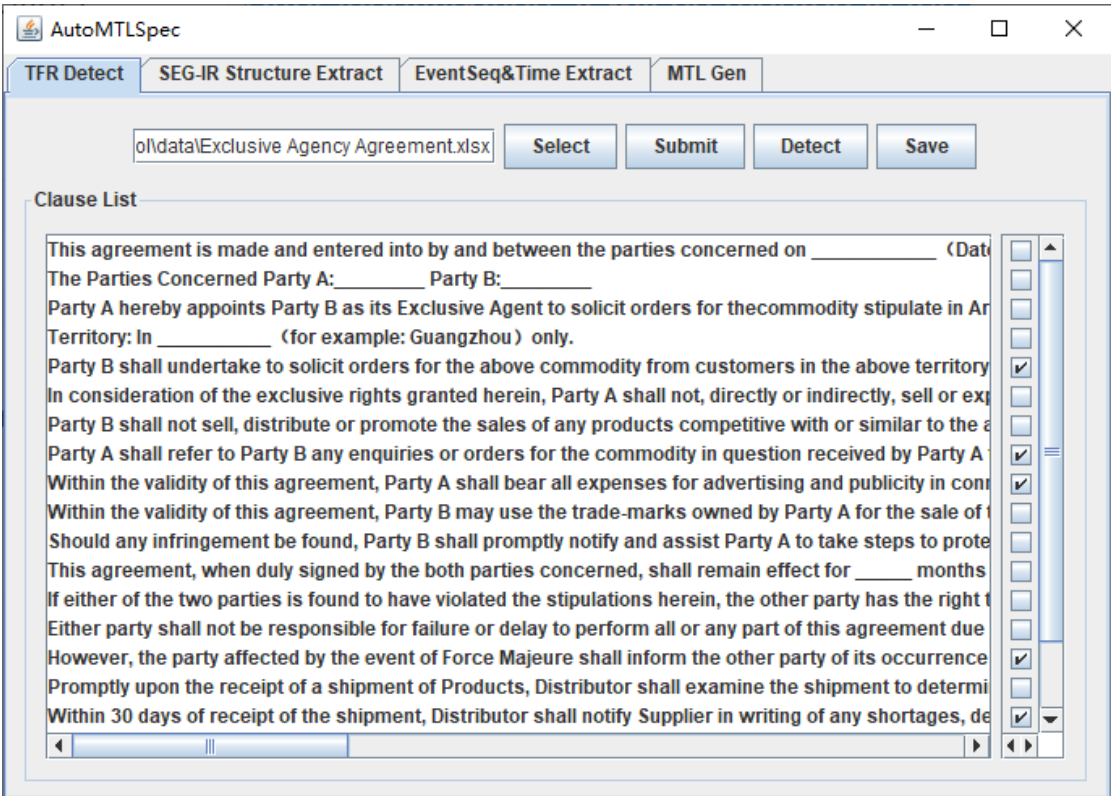 AutoMTLSpec
TFR Detect SEG-IR Structure Extract EventSeq&Time Extract MTL Gen
ol\data\Exclusive Agency Agreement.xlsx Select Submit Detect Save
Clause List
This agreement is made and entered into by and between the parties concerned on ____________ （Date
The Parties Concerned Party A:_________ Party B:_________
Party A hereby appoints Party B as its Exclusive Agent to solicit orders for thecommodity stipulate in Ar
Territory: In ___________ （for example: Guangzhou）only.
Party B shall undertake to solicit orders for the above commodity from customers in the above territory
In consideration of the exclusive rights granted herein, Party A shall not, directly or indirectly, sell or exp
Party B shall not sell, distribute or promote the sales of any products competitive with or similar to the a
Party A shall refer to Party B any enquiries or orders for the commodity in question received by Party A
Within the validity of this agreement, Party A shall bear all expenses for advertising and publicity in conn
Within the validity of this agreement, Party B may use the trade-marks owned by Party A for the sale of t
Should any infringement be found, Party B shall promptly notify and assist Party A to take steps to prote
This agreement, when duly signed by the both parties concerned, shall remain effect for _____ months
If either of the two parties is found to have violated the stipulations herein, the other party has the right t
Either party shall not be responsible for failure or delay to perform all or any part of this agreement due
However, the party affected by the event of Force Majeure shall inform the other party of its occurrence
Promptly upon the receipt of a shipment of Products, Distributor shall examine the shipment to determi
Within 30 days of receipt of the shipment, Distributor shall notify Supplier in writing of any shortages, de